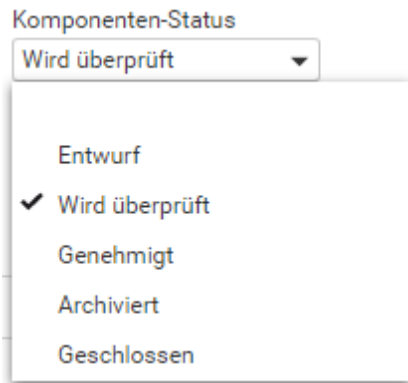 Komponenten-Status
Wird überprüft
Entwurf
Wird überprüft
Genehmigt
Archiviert
Geschlossen